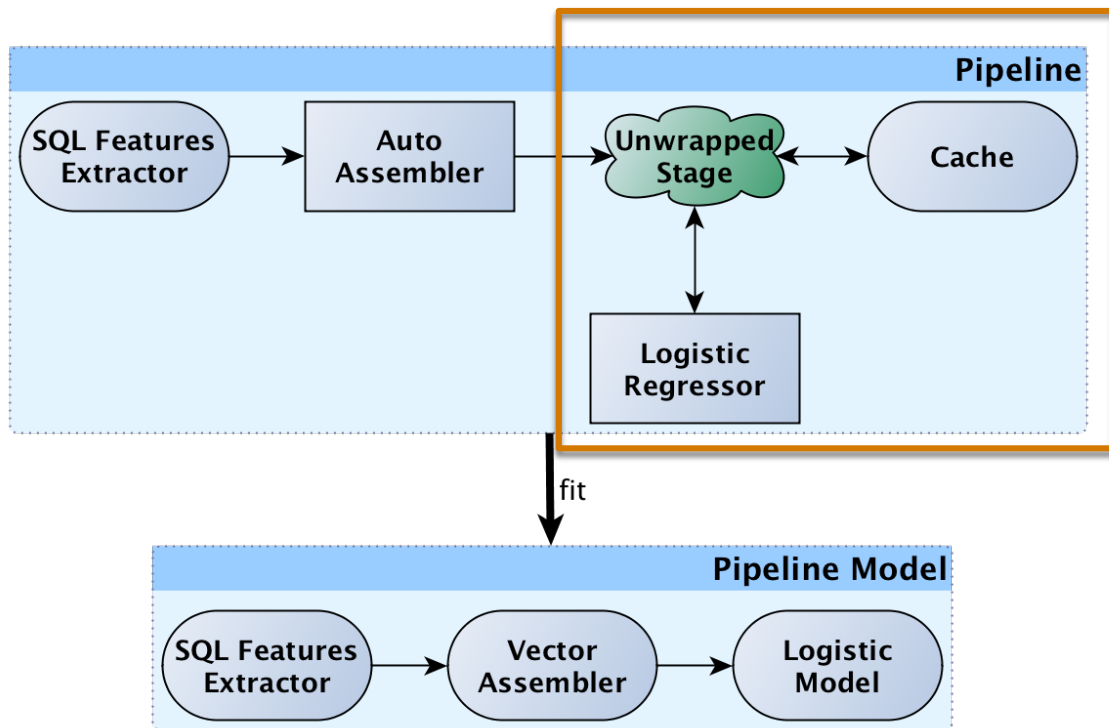 Pipeline
SQL Features
Extractor
Auto
Assembler
Unwrapped
Stage
Cache
Logistic
Regressor
fit
Pipeline Model
SQL Features
Extractor
Vector
Assembler
Logistic
Model